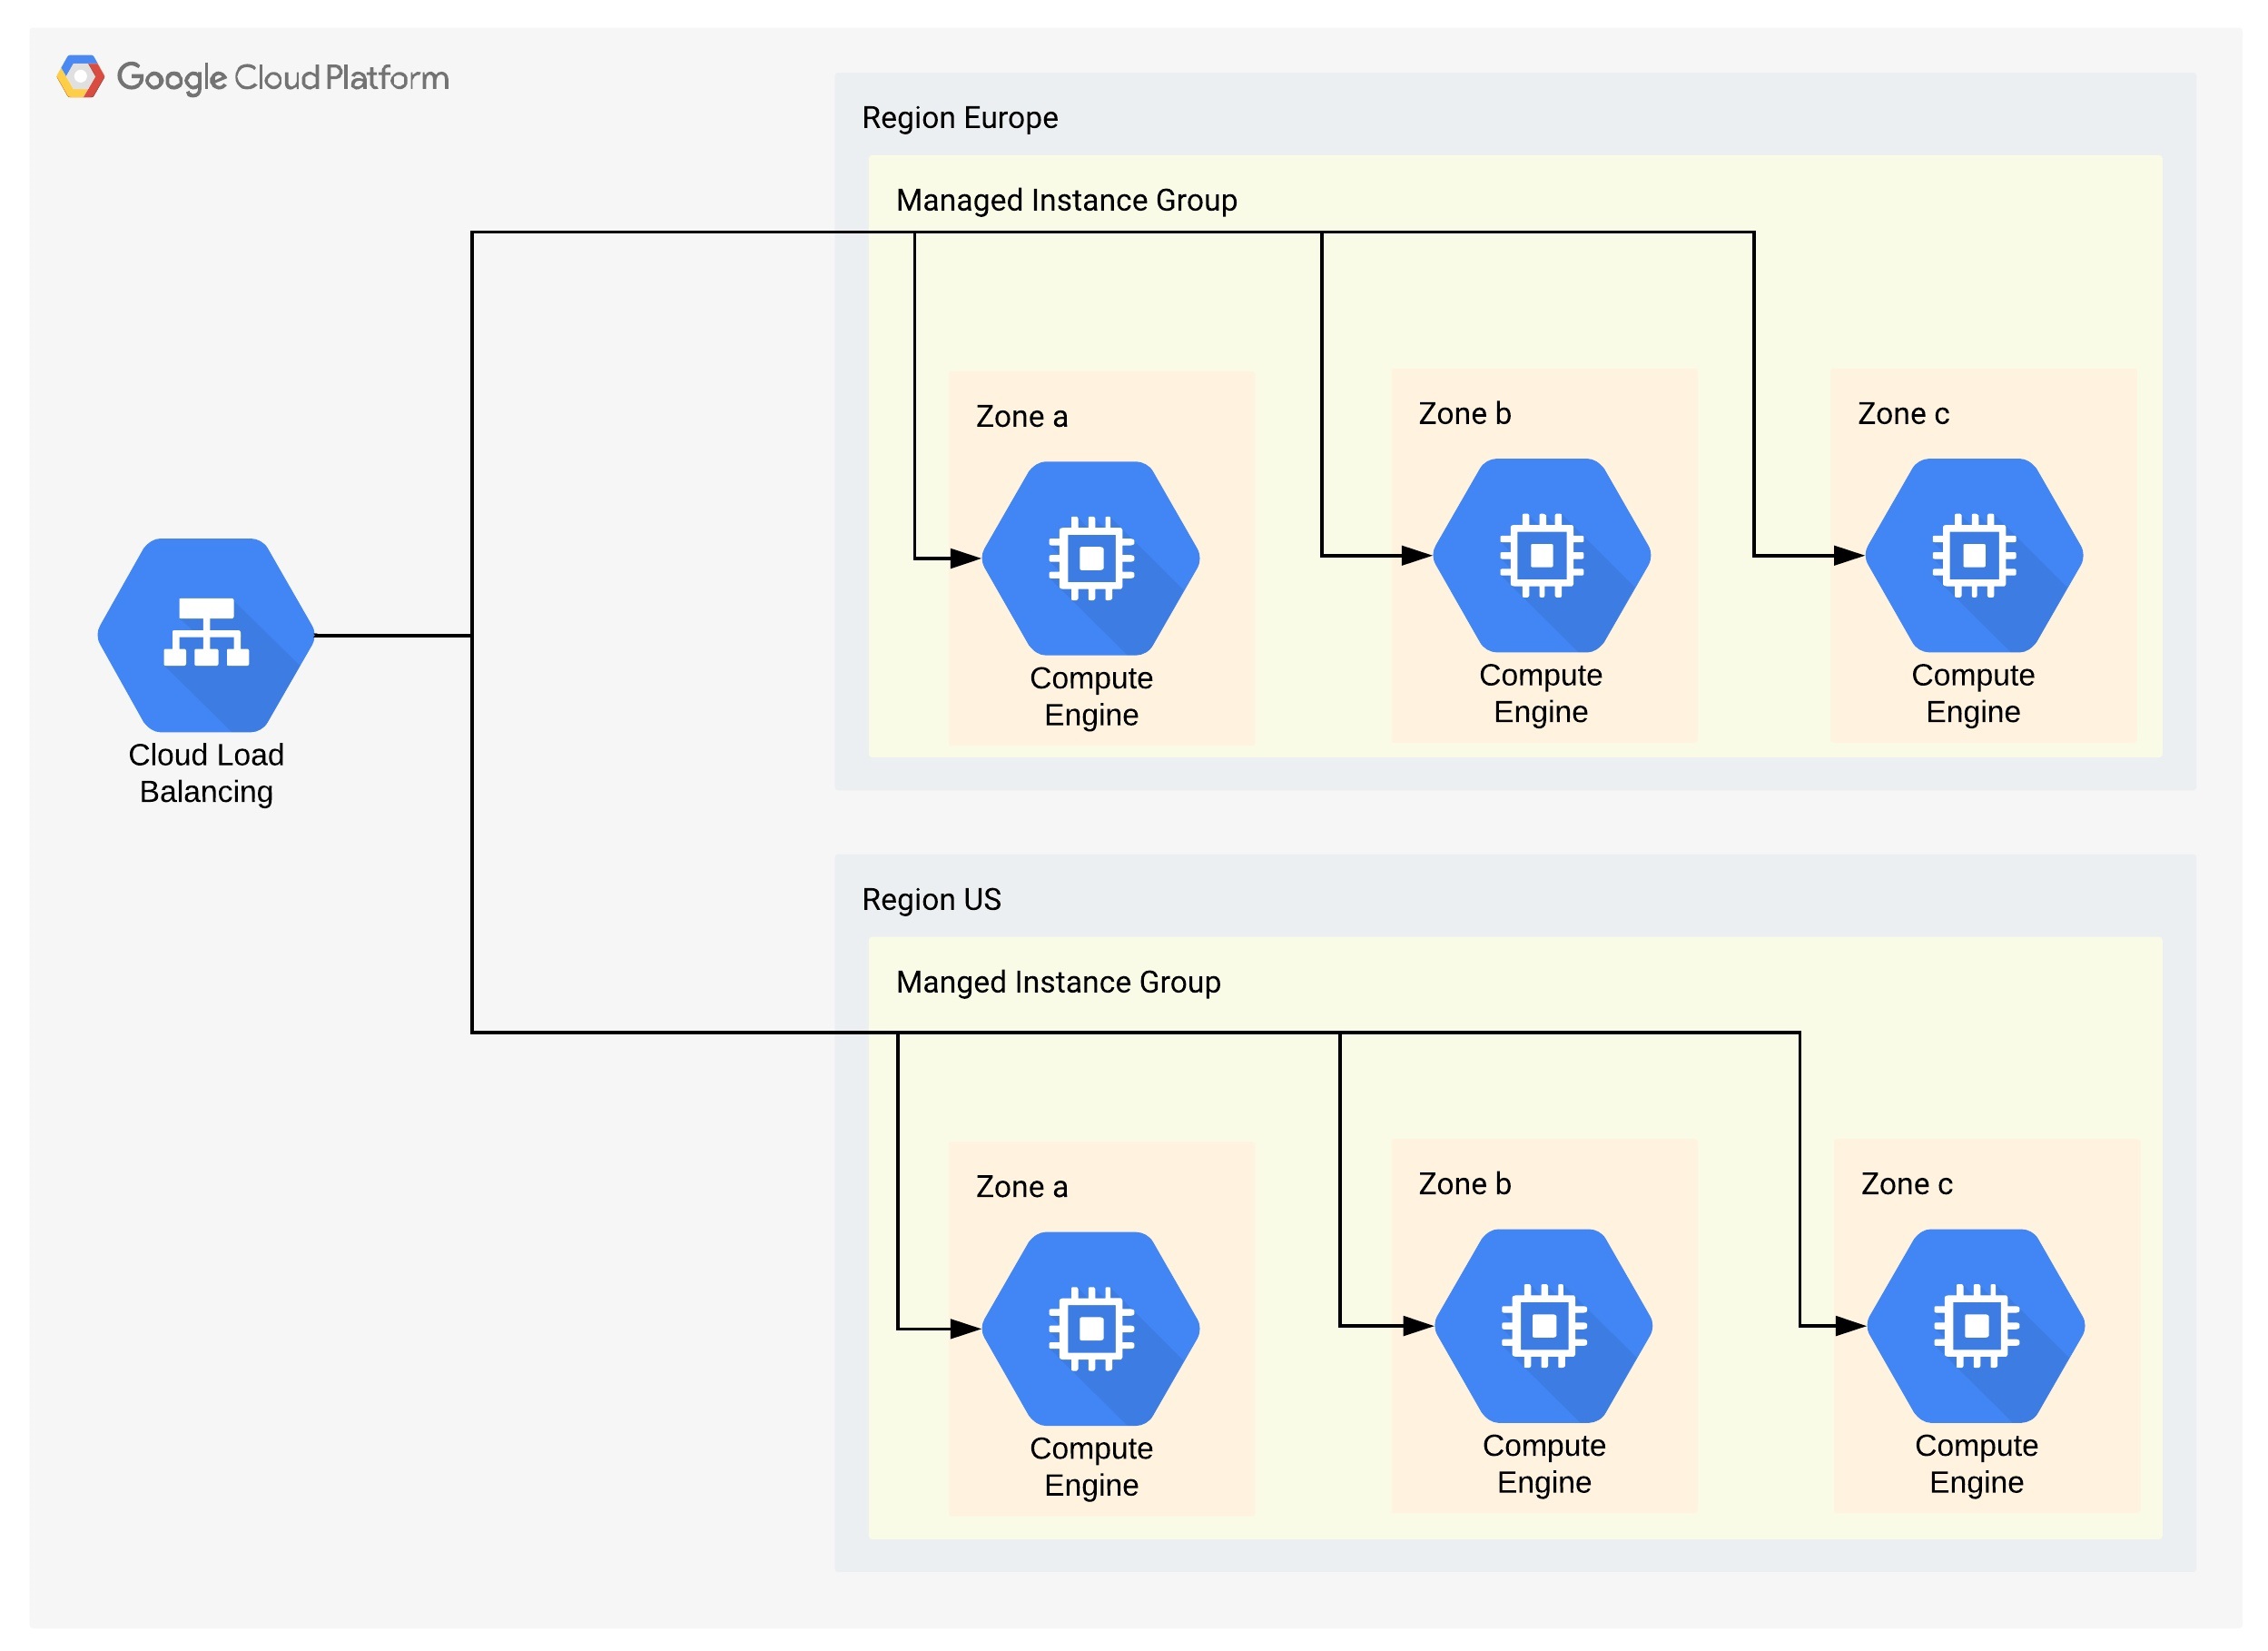 Google Cloud Platform
Region Europe
Managed Instance Group
Zone a
Zone b
Zone c
Compute
Engine
Compute
Engine
Compute
Engine
Cloud Load
Balancing
Region US
Manged Instance Group
Zone a
Zone b
Zone c
Compute
Engine
Compute
Engine
Compute
Engine